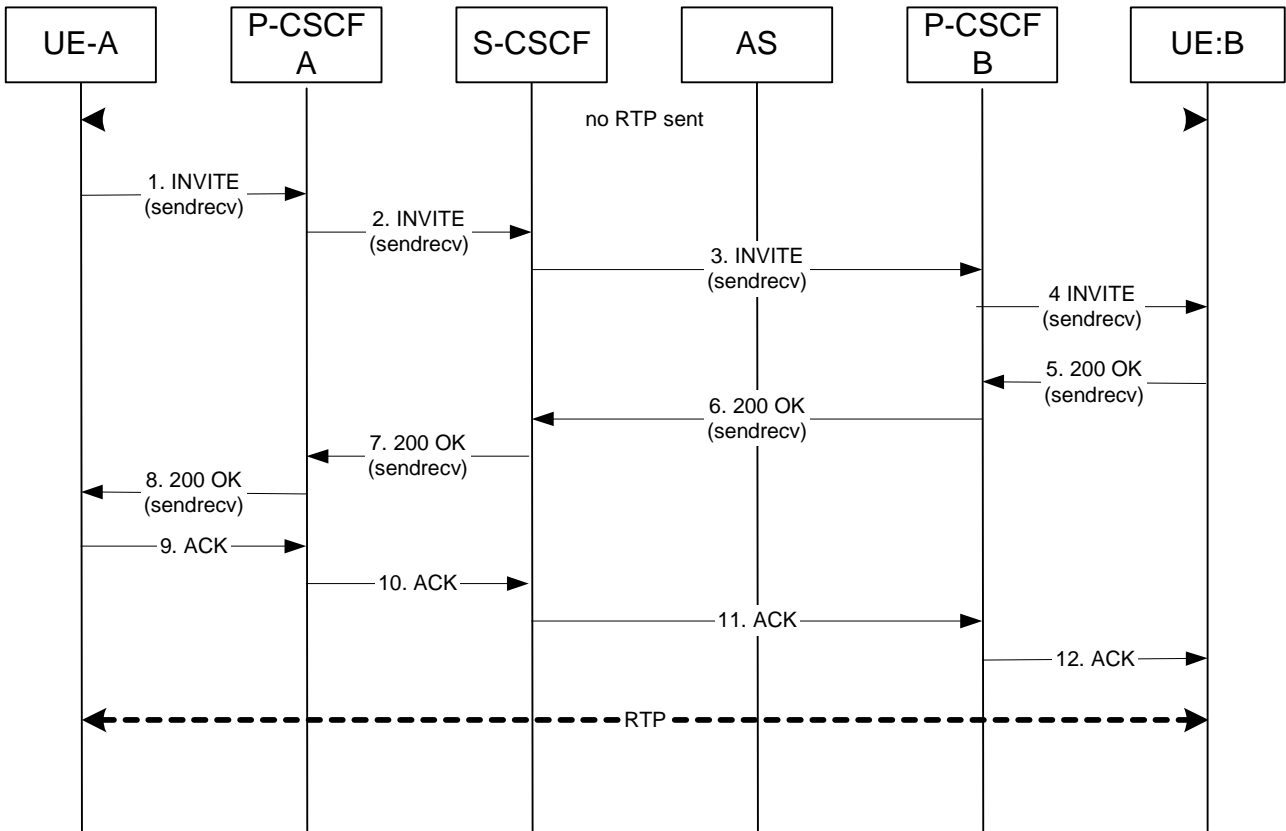 UE-A
P-CSCF
A
S-CSCF
AS
P-CSCF
B
UE:B
no RTP sent
1. INVITE
(sendrecv)
2. INVITE
(sendrecv)
3. INVITE
(sendrecv)
4 INVITE
(sendrecv)
5. 200 OK
(sendrecv)
6. 200 OK
(sendrecv)
7. 200 OK
(sendrecv)
8. 200 OK
(sendrecv)
9. ACK
10. ACK
11. ACK
12. ACK
RTP